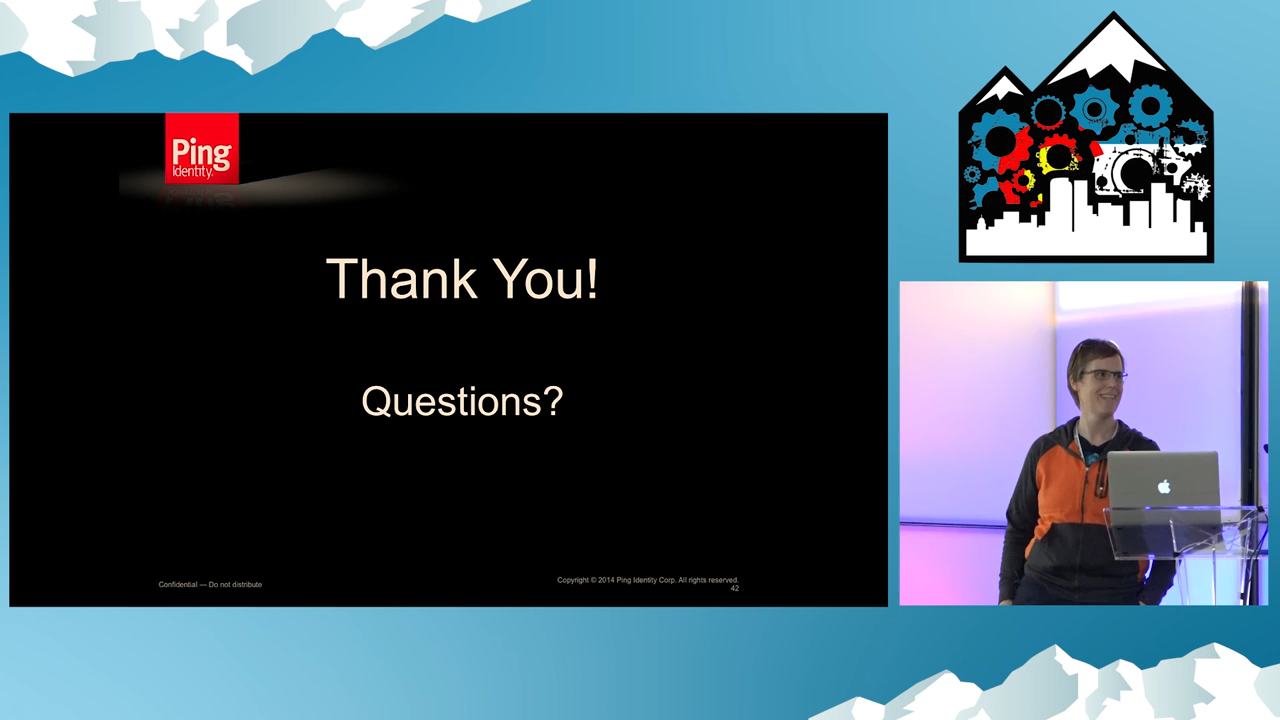 Ping
Identity.
Thank You!
Questions?
Confidential — Do not distribute
Copyright © 2014 Ping Identity Corp. All rights reserved.
42